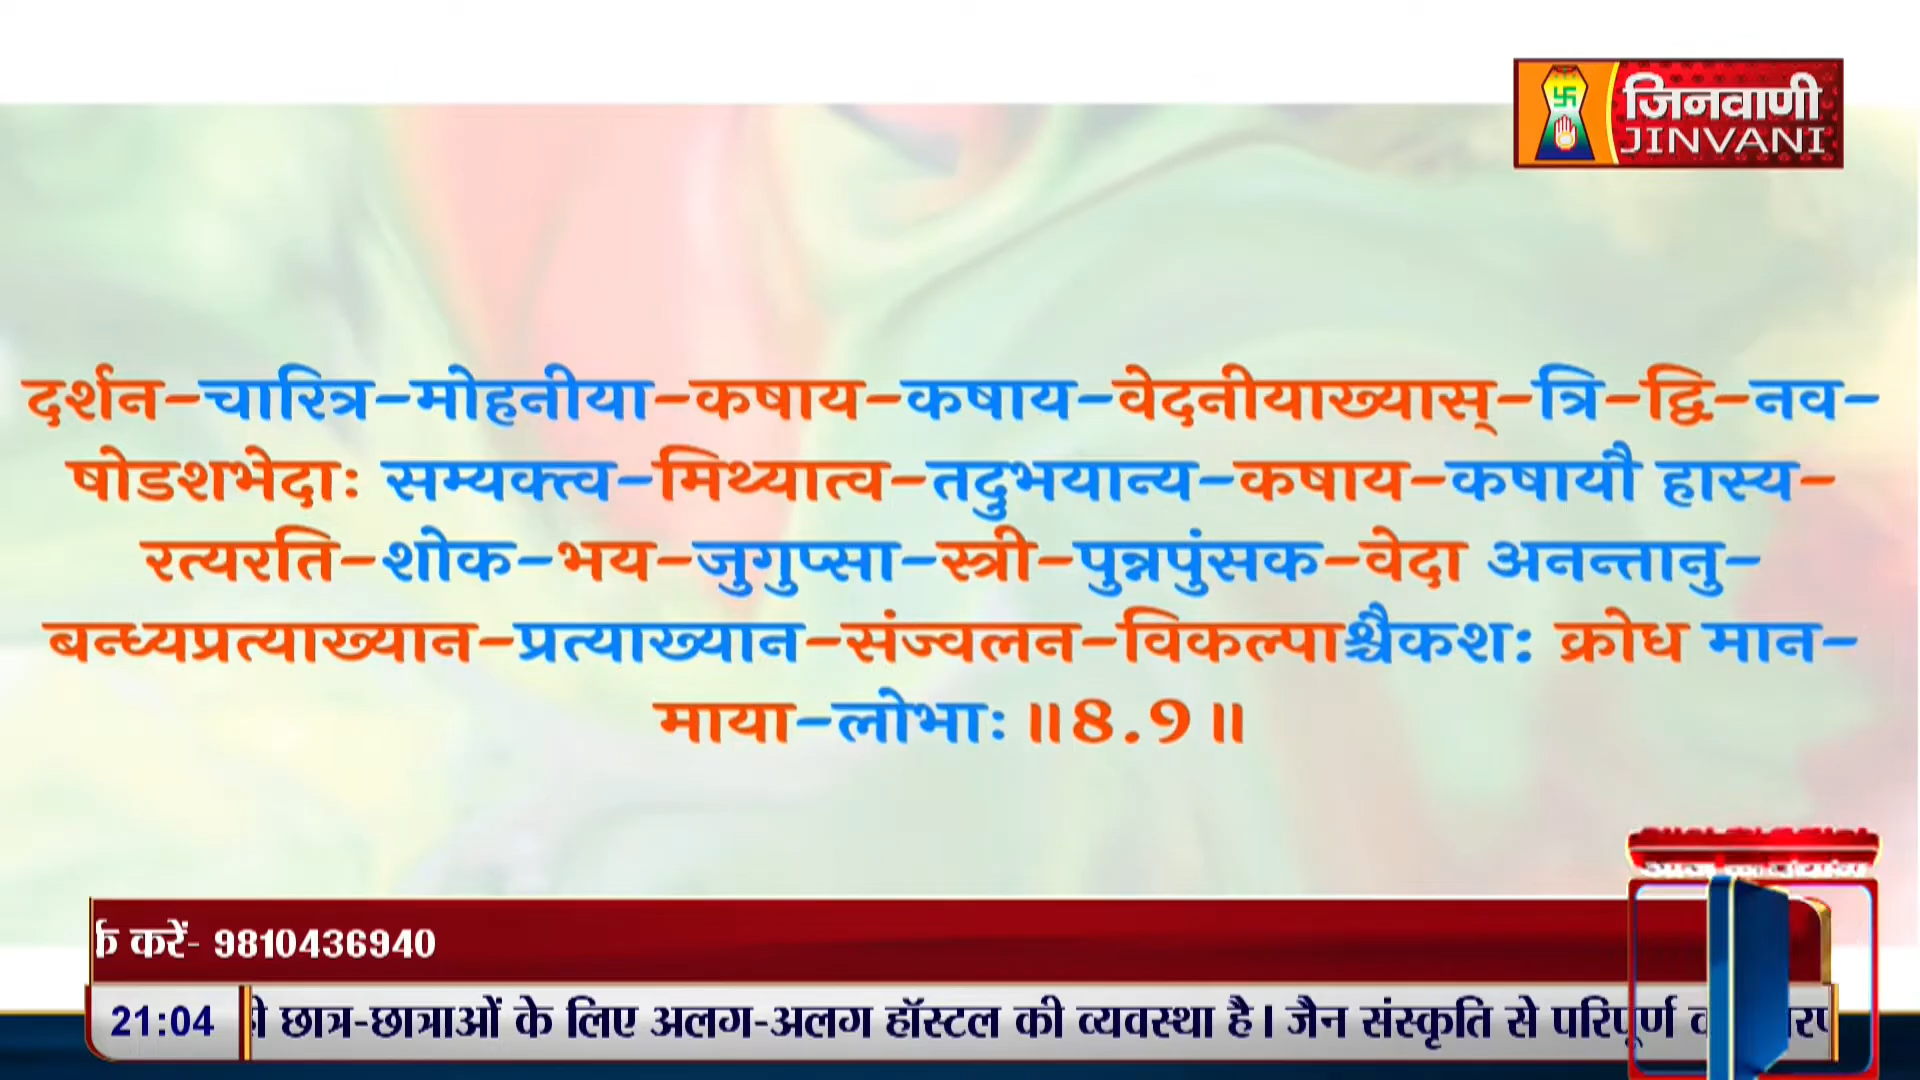 जिनवाणी
JINVANI
दर्शन-चारित्र-मोहनीया-कषाय-कषाय-वेदनीयाख्यास्-त्रि-द्वि-नव-
षोडशभेदाः सम्यक्त्व-मिथ्यात्व-तदुभयान्य-कषाय-कषायौ हास्य-
रत्यरति-शोक-भय-जुगुप्सा-स्त्री-पुन्नपुंसक-वेदा अनन्तानु-
बन्ध्यप्रत्याख्यान-प्रत्याख्यान-संज्वलन-विकल्पाश्चैकशः क्रोध मान-
माया-लोभाः ॥8.9॥
करें- 9810436940
21:04 छात्र-छात्राओं के लिए अलग-अलग हॉस्टल की व्यवस्था है। जैन संस्कृति से परिपूर्ण